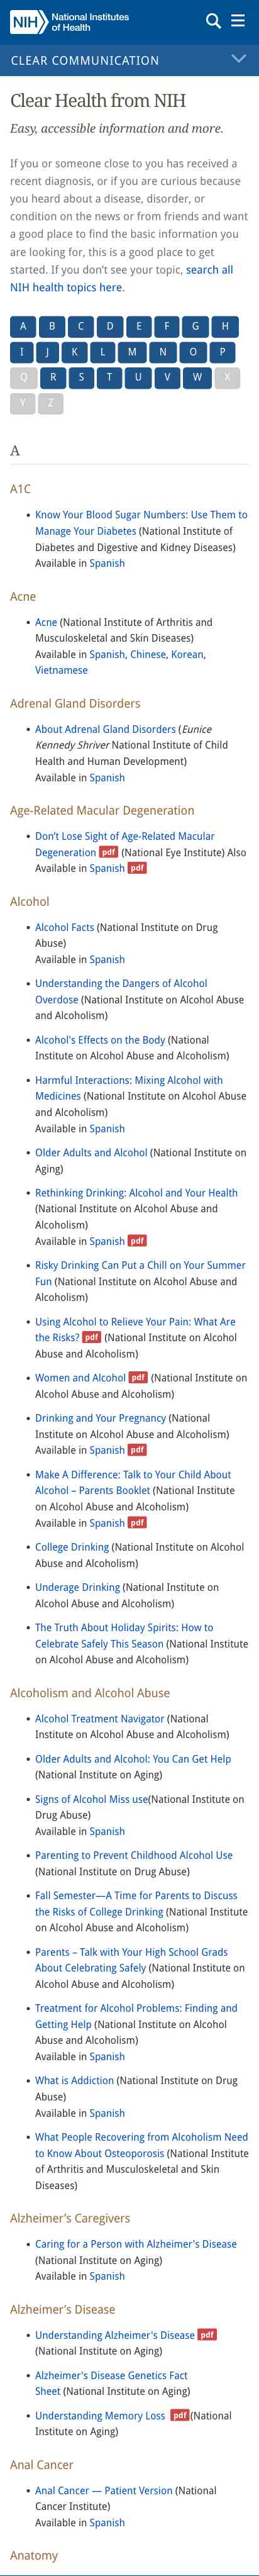 NIH National Institutes
of Health
CLEAR COMMUNICATION
Clear Health from NIH
Easy, accessible information and more.
If you or someone close to you has received a
recent diagnosis, or if you are curious because
you heard about a disease, disorder, or
condition on the news or from friends and want
a good place to find the basic information you
are looking for, this is a good place to get
started. If you don’t see your topic, search all
NIH health topics here.
A B C D E F G H
I J K L M N O P
Q R S T U V W X
Y Z
A
A1C
• Know Your Blood Sugar Numbers: Use Them to
Manage Your Diabetes (National Institute of
Diabetes and Digestive and Kidney Diseases)
Available in Spanish
Acne
• Acne (National Institute of Arthritis and
Musculoskeletal and Skin Diseases)
Available in Spanish, Chinese, Korean,
Vietnamese
Adrenal Gland Disorders
• About Adrenal Gland Disorders (Eunice
Kennedy Shriver National Institute of Child
Health and Human Development)
Available in Spanish
Age-Related Macular Degeneration
• Don’t Lose Sight of Age-Related Macular
Degeneration pdf (National Eye Institute) Also
Available in Spanish pdf
Alcohol
• Alcohol Facts (National Institute on Drug
Abuse)
Available in Spanish
• Understanding the Dangers of Alcohol
Overdose (National Institute on Alcohol Abuse
and Alcoholism)
• Alcohol's Effects on the Body (National
Institute on Alcohol Abuse and Alcoholism)
• Harmful Interactions: Mixing Alcohol with
Medicines (National Institute on Alcohol Abuse
and Alcoholism)
Available in Spanish
• Older Adults and Alcohol (National Institute on
Aging)
• Rethinking Drinking: Alcohol and Your Health
(National Institute on Alcohol Abuse and
Alcoholism)
Available in Spanish pdf
• Risky Drinking Can Put a Chill on Your Summer
Fun (National Institute on Alcohol Abuse and
Alcoholism)
• Using Alcohol to Relieve Your Pain: What Are
the Risks? pdf (National Institute on Alcohol
Abuse and Alcoholism)
• Women and Alcohol pdf (National Institute on
Alcohol Abuse and Alcoholism)
• Drinking and Your Pregnancy (National
Institute on Alcohol Abuse and Alcoholism)
Available in Spanish pdf
• Make A Difference: Talk to Your Child About
Alcohol – Parents Booklet (National Institute
on Alcohol Abuse and Alcoholism)
Available in Spanish pdf
• College Drinking (National Institute on Alcohol
Abuse and Alcoholism)
• Underage Drinking (National Institute on
Alcohol Abuse and Alcoholism)
• The Truth About Holiday Spirits: How to
Celebrate Safely This Season (National Institute
on Alcohol Abuse and Alcoholism)
Alcoholism and Alcohol Abuse
• Alcohol Treatment Navigator (National
Institute on Alcohol Abuse and Alcoholism)
• Older Adults and Alcohol: You Can Get Help
(National Institute on Aging)
• Signs of Alcohol Miss use(National Institute on
Drug Abuse)
Available in Spanish
• Parenting to Prevent Childhood Alcohol Use
(National Institute on Drug Abuse)
• Fall Semester—A Time for Parents to Discuss
the Risks of College Drinking (National Institute
on Alcohol Abuse and Alcoholism)
• Parents – Talk with Your High School Grads
About Celebrating Safely (National Institute on
Alcohol Abuse and Alcoholism)
• Treatment for Alcohol Problems: Finding and
Getting Help (National Institute on Alcohol
Abuse and Alcoholism)
Available in Spanish
• What is Addiction (National Institute on Drug
Abuse)
Available in Spanish
• What People Recovering from Alcoholism Need
to Know About Osteoporosis (National Institute
of Arthritis and Musculoskeletal and Skin
Diseases)
Alzheimer’s Caregivers
• Caring for a Person with Alzheimer's Disease
(National Institute on Aging)
Available in Spanish
Alzheimer’s Disease
• Understanding Alzheimer's Disease pdf
(National Institute on Aging)
• Alzheimer's Disease Genetics Fact
Sheet (National Institute on Aging)
• Understanding Memory Loss pdf (National
Institute on Aging)
Anal Cancer
• Anal Cancer — Patient Version (National
Cancer Institute)
Available in Spanish
Anatomy